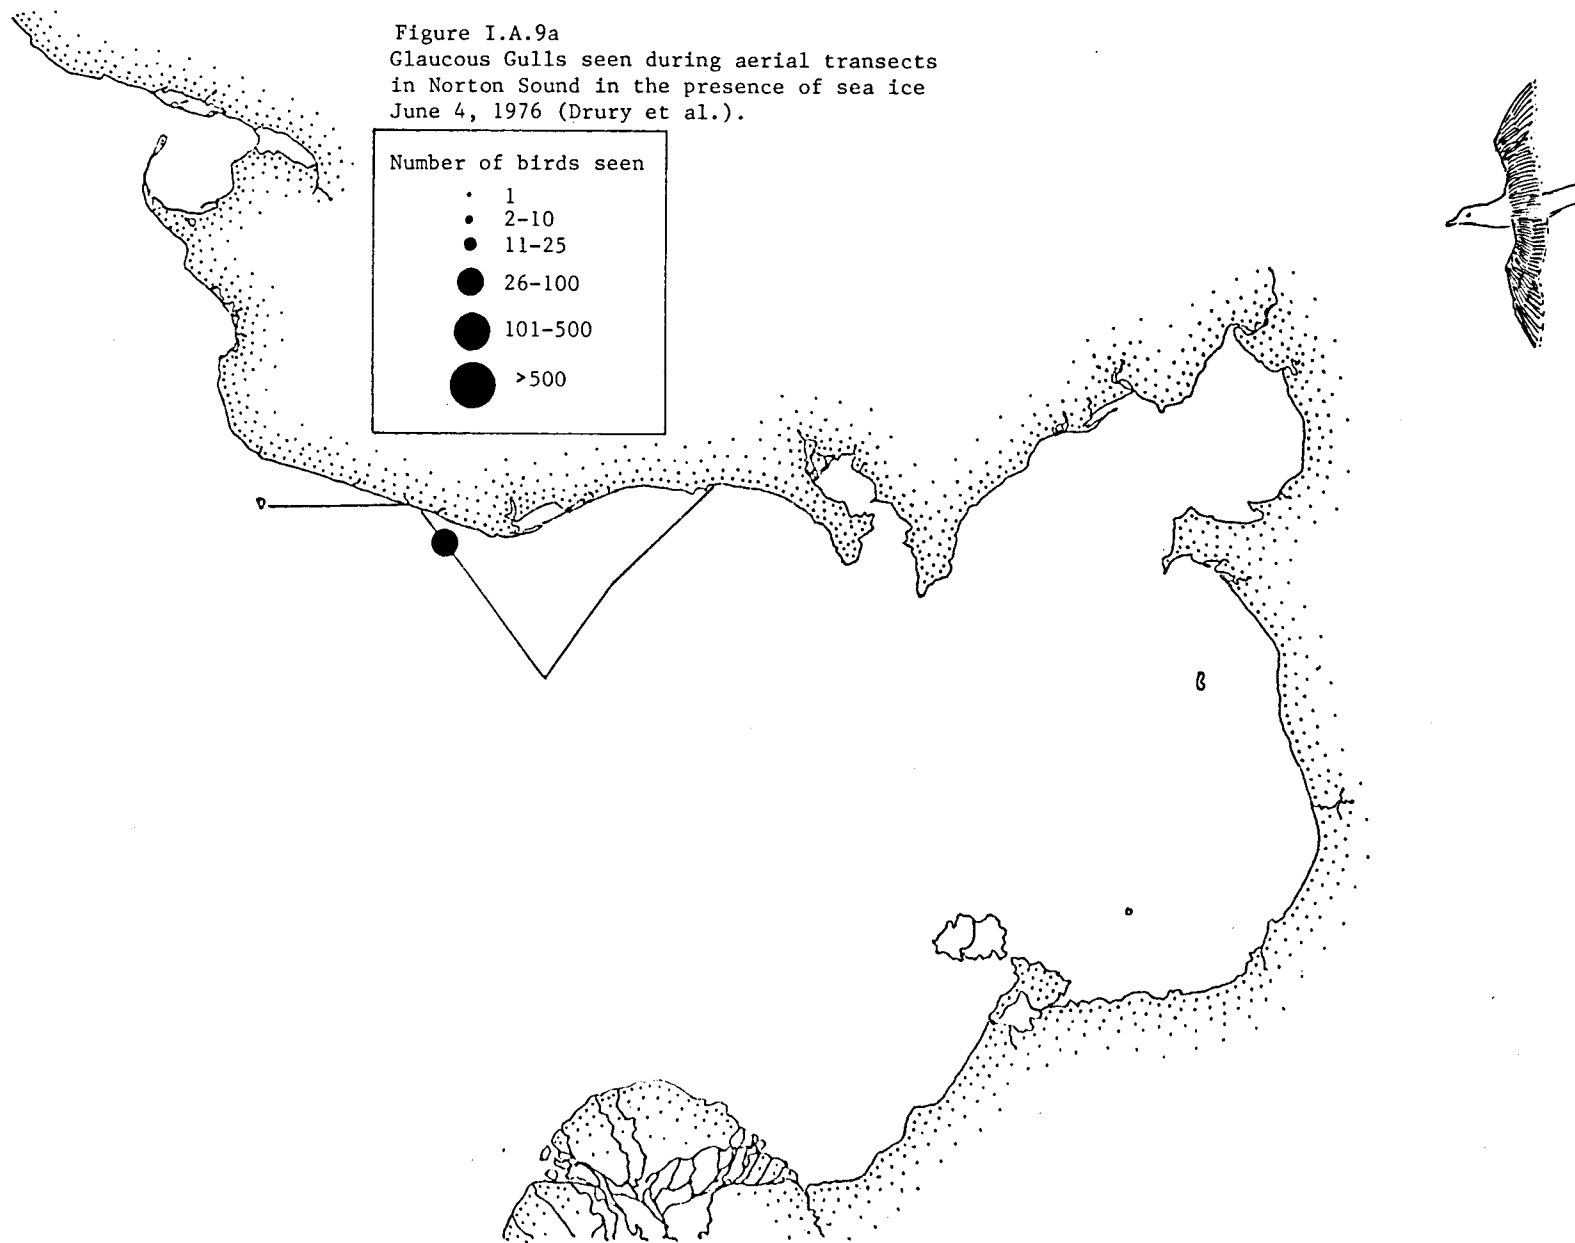 Figure I.A.9a
Glaucous Gulls seen during aerial transects
in Norton Sound in the presence of sea ice
June 4, 1976 (Drury et al.).
Number of birds seen
1
2-10
11-25
26-100
101-500
>500